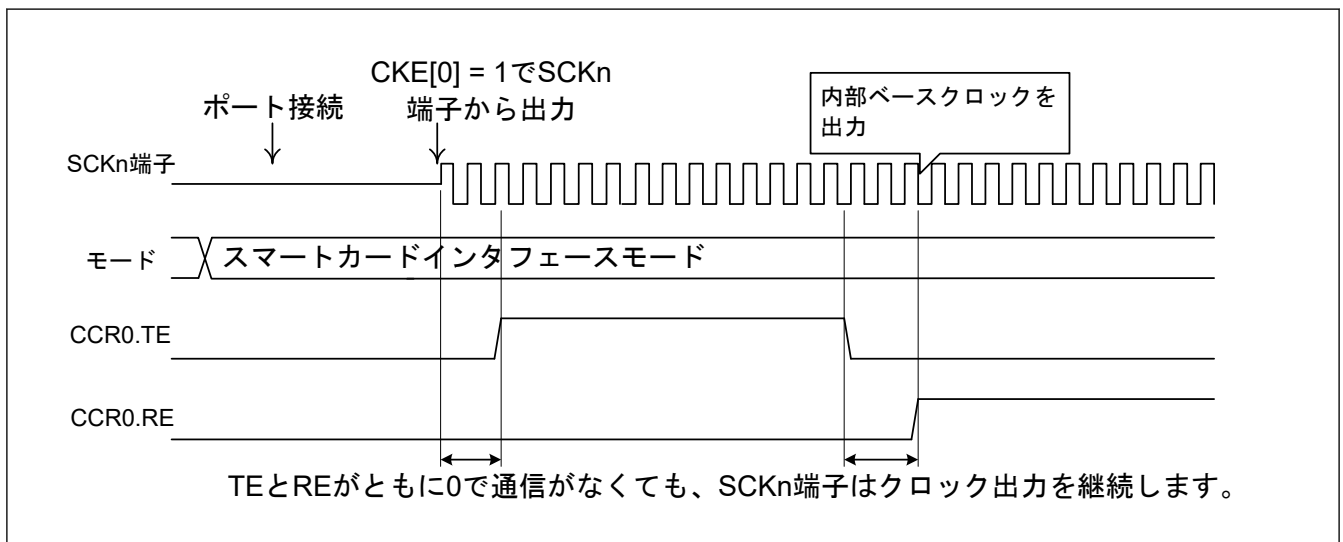 CKE[0] = 1でSCKn
端子から出力
ポート接続
内部ベースクロックを
出力
SCKn端子
モード
スマートカードインタフェースモード
CCR0.TE
CCR0.RE
TEとREがともに0で通信がなくても、SCKn端子はクロック出力を継続します。